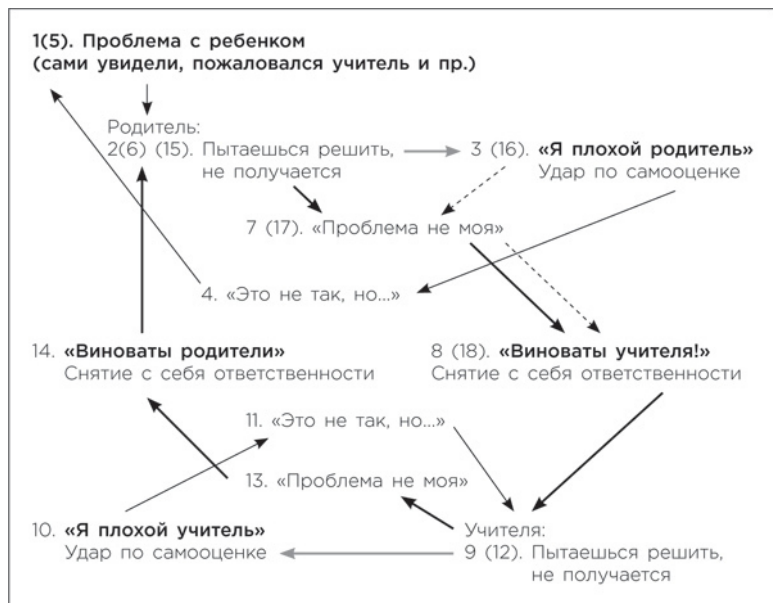 1(5). Проблема с ребенком
(сами увидели, пожаловался учитель и пр.)
Родитель:
2(6) (15). Пытаешься решить,
не получается
3 (16). «Я плохой родитель»
Удар по самооценке
7 (17). «Проблема не моя»
4. «Это не так, но...»
14. «Виноваты родители»
Снятие с себя ответственности
8 (18). «Виноваты учителя!»
Снятие с себя ответственности
11. «Это не так, но...»
13. «Проблема не моя»
10. «Я плохой учитель»
Удар по самооценке
Учителя:
9 (12). Пытаешься решить,
не получается